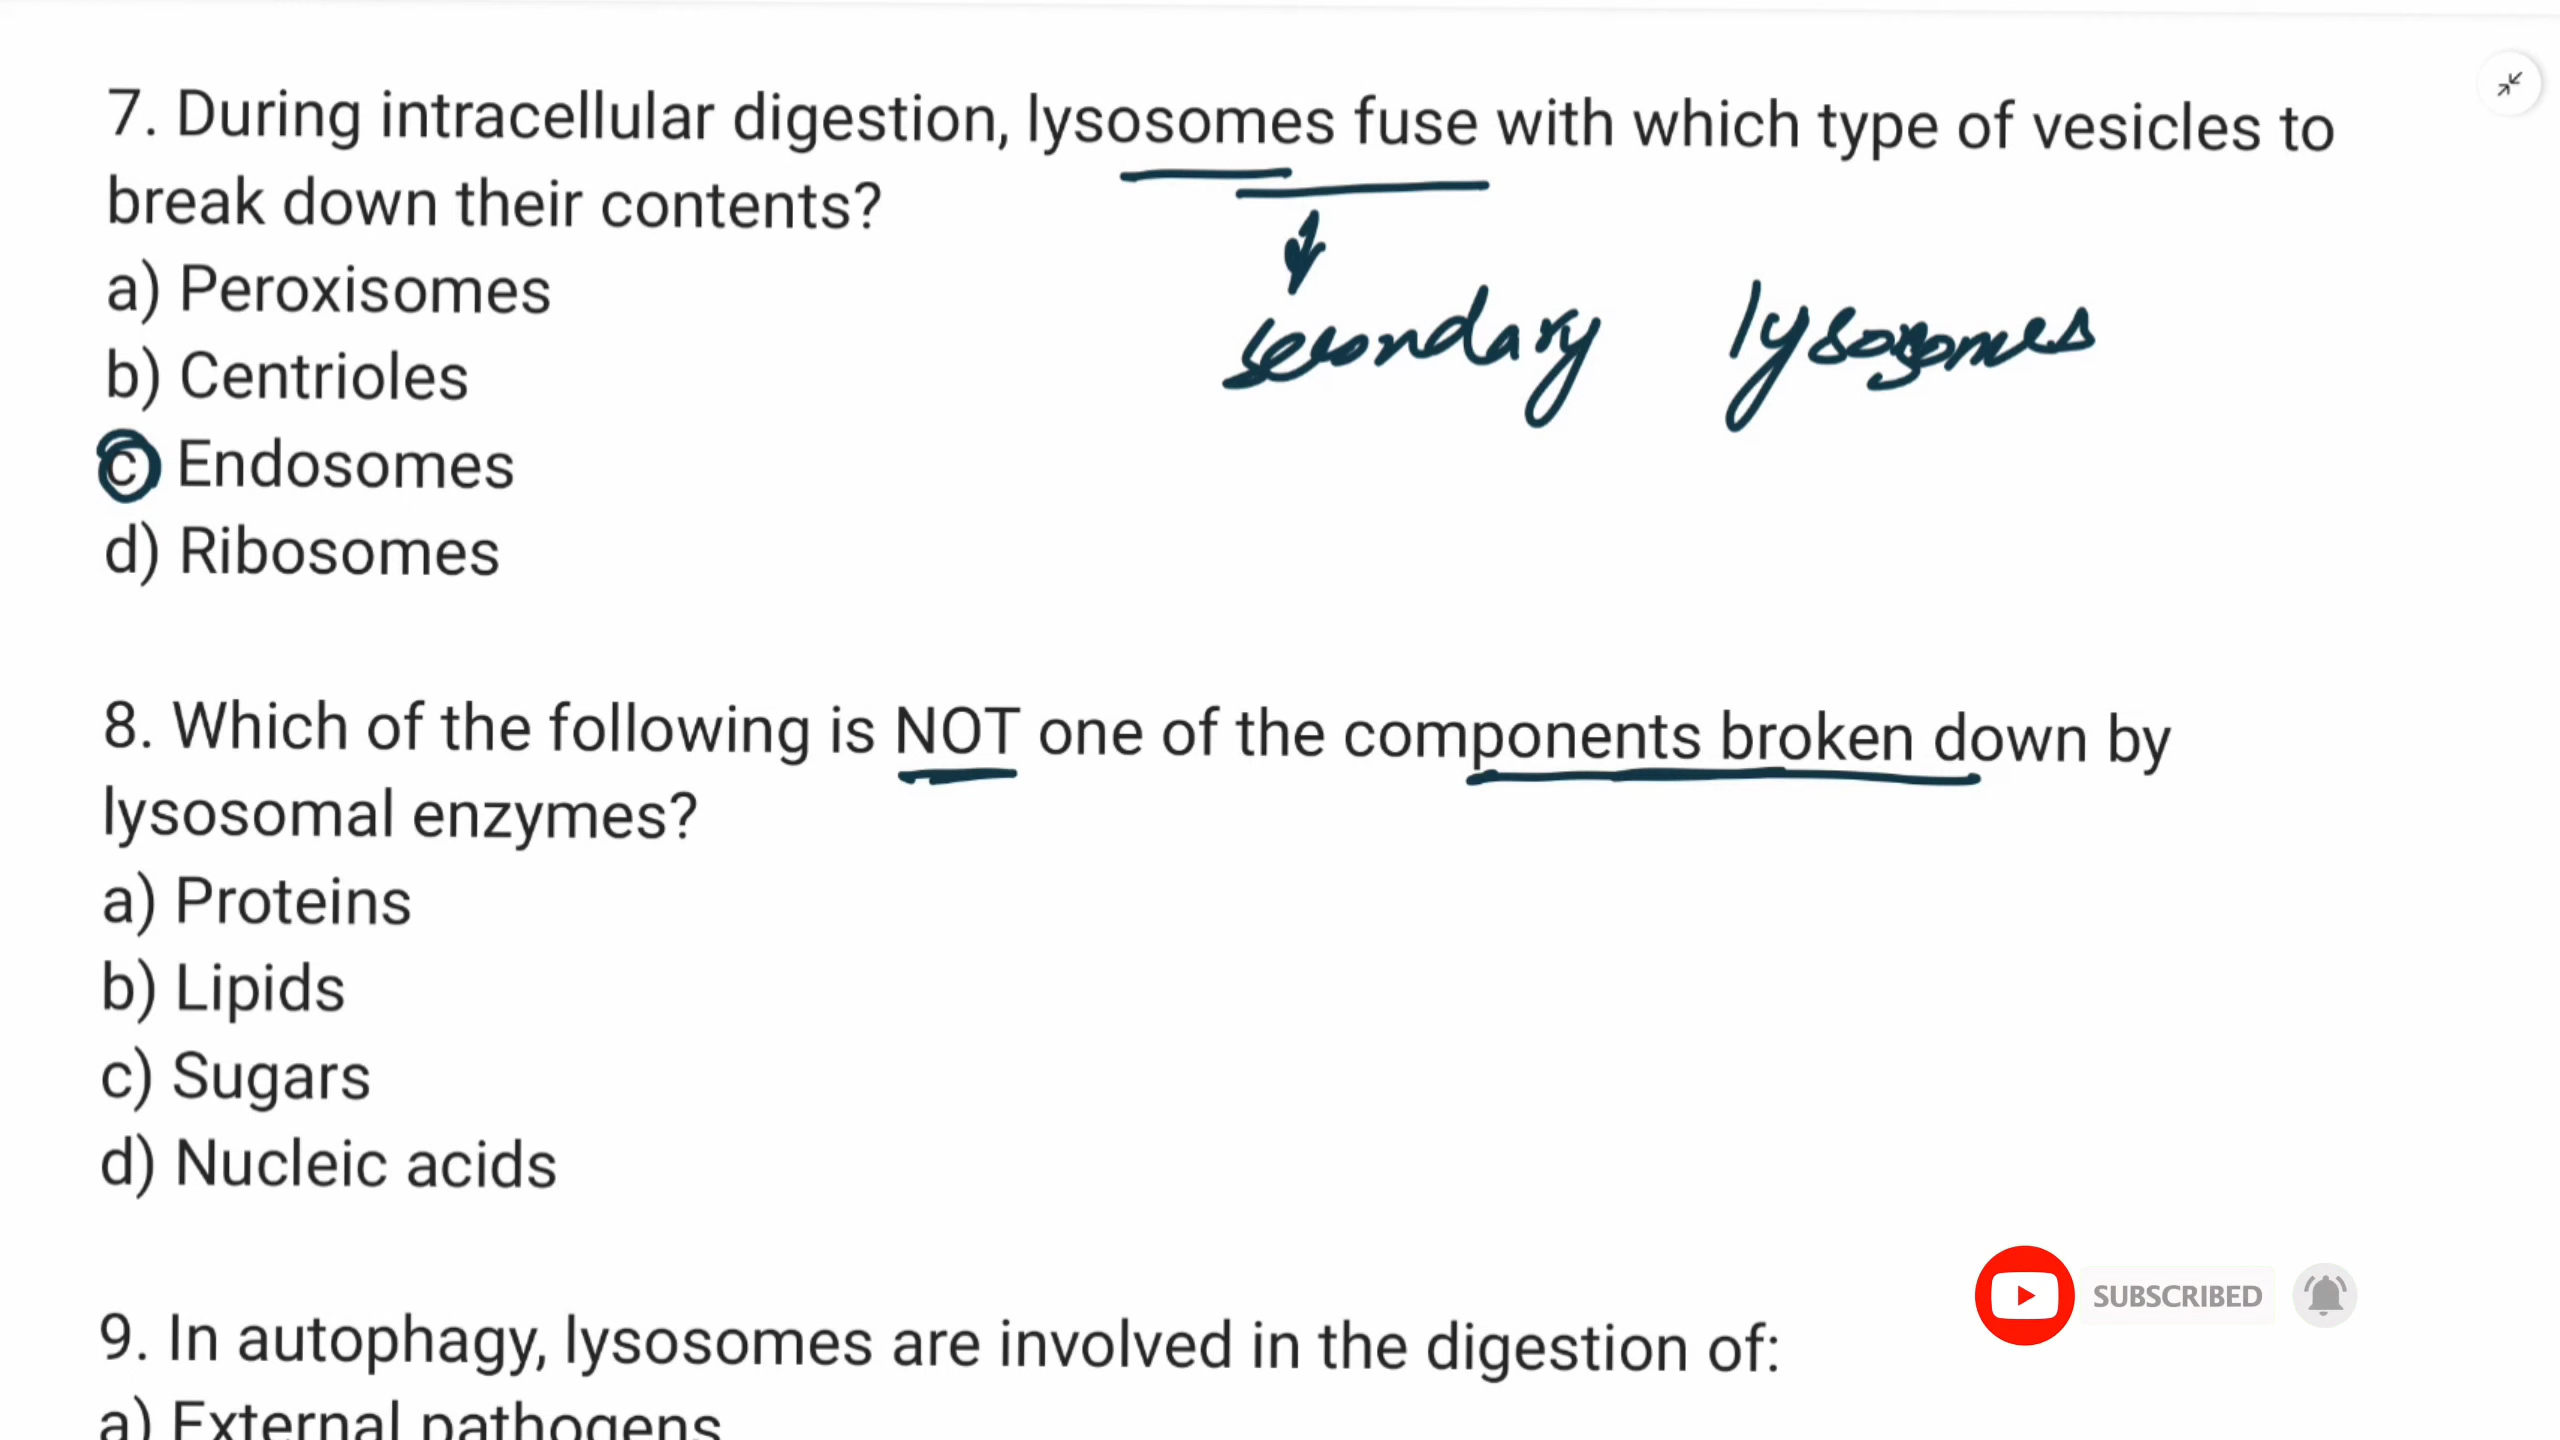 7. During intracellular digestion, lysosomes fuse with which type of vesicles to
break down their contents?
a) Peroxisomes
secondary lysosomes
b) Centrioles
c) Endosomes
d) Ribosomes
8. Which of the following is NOT one of the components broken down by
lysosomal enzymes?
a) Proteins
b) Lipids
c) Sugars
d) Nucleic acids
SUBSCRIBED
9. In autophagy, lysosomes are involved in the digestion of:
a) External pathogens